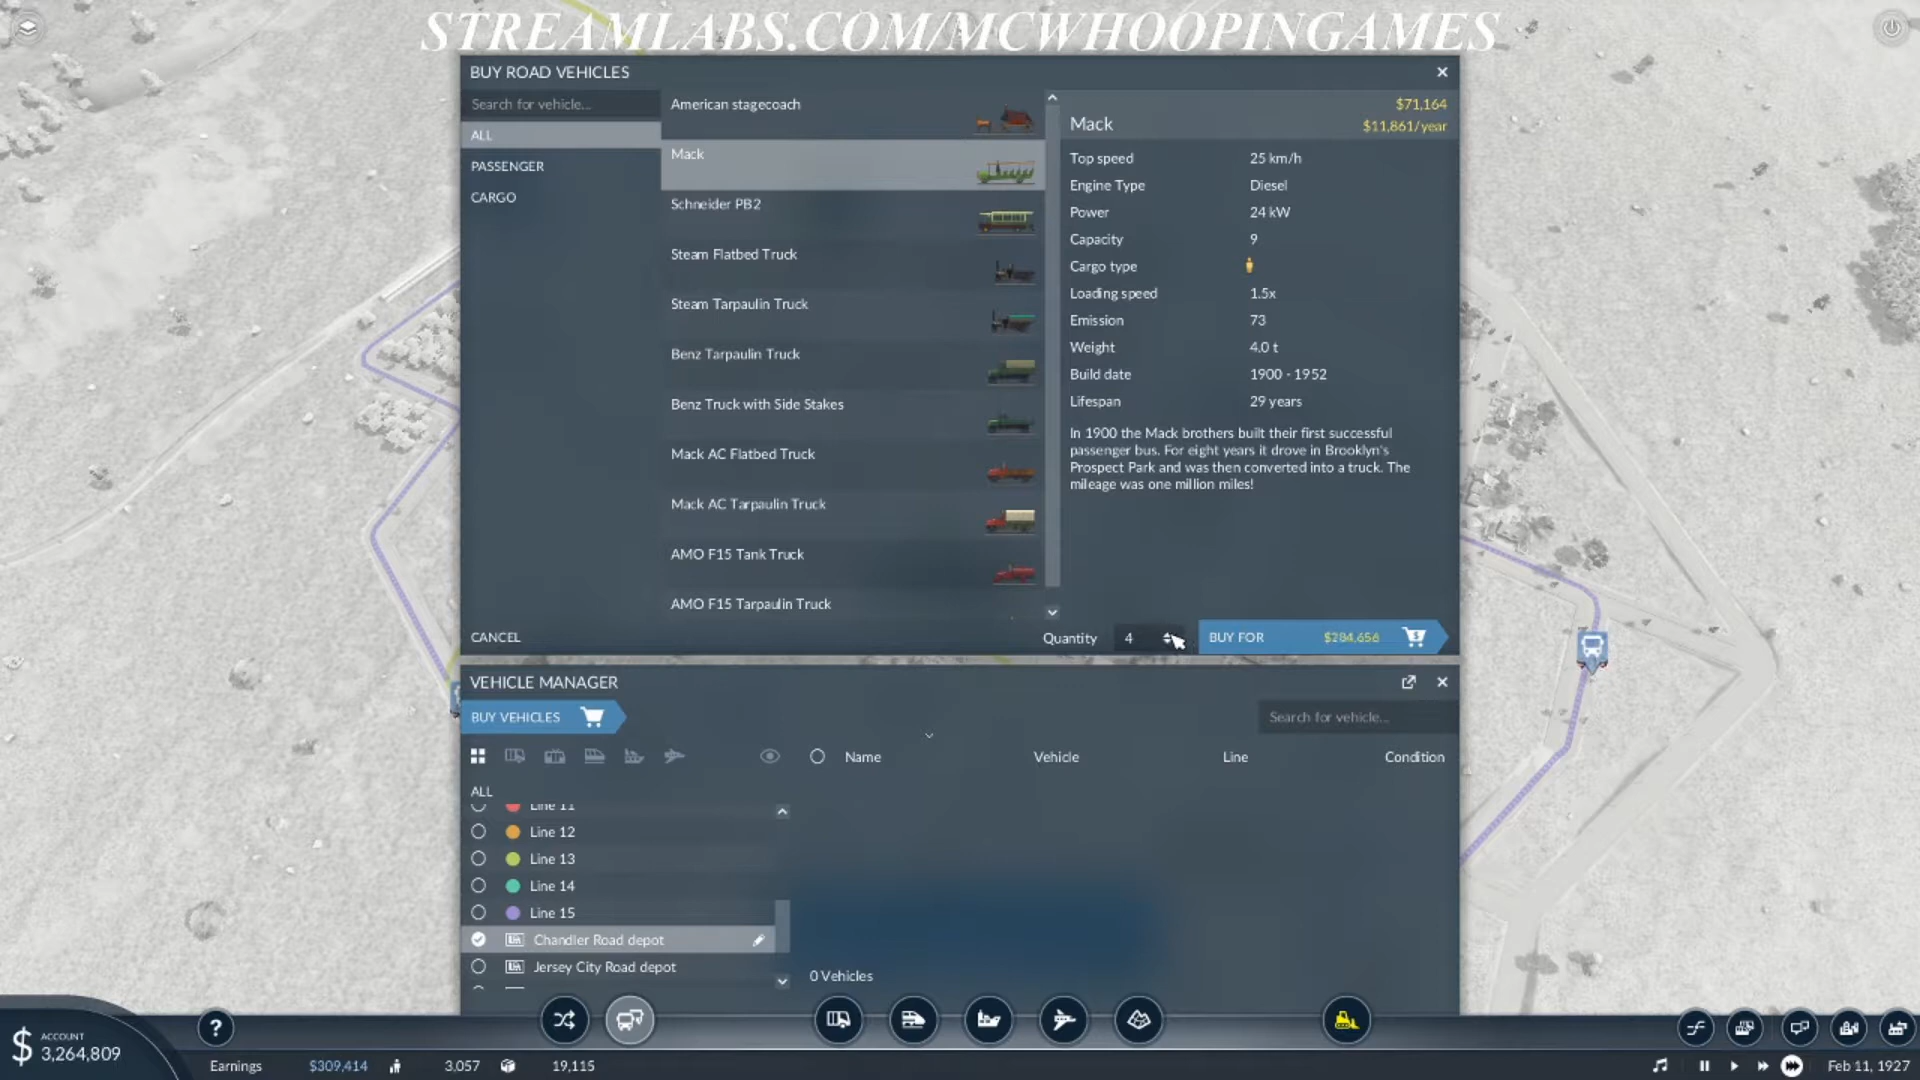 STREAMLABS.COM/MCWHOOPINGAMES
BUY ROAD VEHICLES
Search for vehicle...
ALL
PASSENGER
CARGO
American stagecoach
Mack
Schneider PB2
Steam Flatbed Truck
Steam Tarpaulin Truck
Benz Tarpaulin Truck
Benz Truck with Side Stakes
Mack AC Flatbed Truck
Mack AC Tarpaulin Truck
AMO F15 Tank Truck
AMO F15 Tarpaulin Truck
$71,164
Mack
$11,861/year
Top speed 25 km/h
Engine Type Diesel
Power 24 kW
Capacity 9
Cargo type
Loading speed 1.5x
Emission 73
Weight 4.0 t
Build date 1900 - 1952
Lifespan 29 years
In 1900 the Mack brothers built their first successful
passenger bus. For eight years it drove in Brooklyn's
Prospect Park and was then converted into a truck. The
mileage was one million miles!
CANCEL
Quantity 4
BUY FOR $284,656
VEHICLE MANAGER
BUY VEHICLES
Search for vehicle...
Name Vehicle Line Condition
ALL
Line 11
Line 12
Line 13
Line 14
Line 15
Chandler Road depot
Jersey City Road depot
0 Vehicles
?
$ ACCOUNT
3,264,809
Earnings $309,414 3,057 19,115
Feb 11, 1927